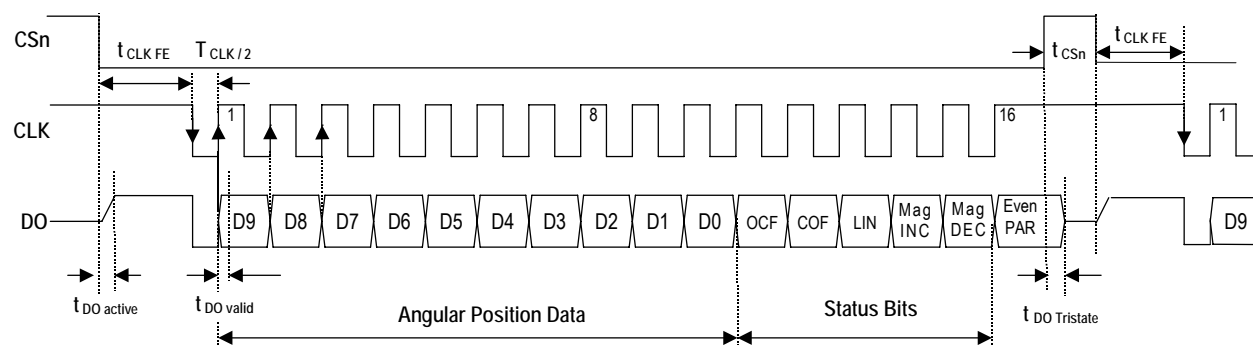 CSn
t CLK FE
T CLK / 2
t CSn
t CLK FE
CLK
1
8
16
1
DO
D9
D8
D7
D6
D5
D4
D3
D2
D1
D0
OCF
COF
LIN
Mag
INC
Mag
DEC
Even
PAR
D9
t DO active
t DO valid
Angular Position Data
Status Bits
t DO Tristate